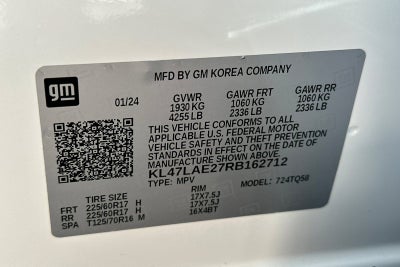 gm
MFD BY GM KOREA COMPANY
01/24
GVWR GAWR FRT GAWR RR
1930 KG 1060 KG 1060 KG
4255 LB 2336 LB 2336 LB
THIS VEHICLE CONFORMS TO ALL
APPLICABLE U.S. FEDERAL MOTOR
VEHICLE SAFETY AND THEFT PREVENTION
STANDARDS IN EFFECT ON THE DATE OF
MANUFACTURE SHOWN ABOVE.
KL47LAE27RB162712
TYPE: MPV MODEL: 724TQ58
TIRE SIZE RIM
FRT 225/60R17 H 17X7.5J
RR 225/60R17 H 17X7.5J
SPA T125/70R16 M 16X4BT